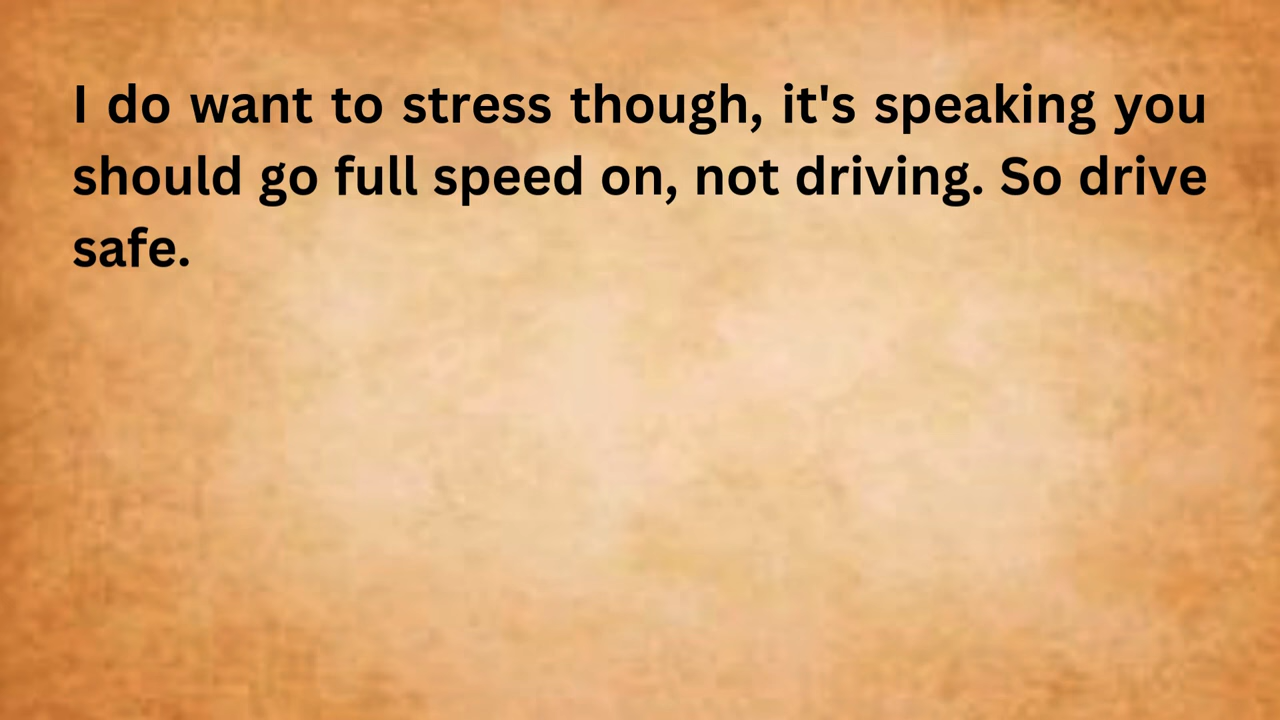 I do want to stress though, it's speaking you
should go full speed on, not driving. So drive
safe.